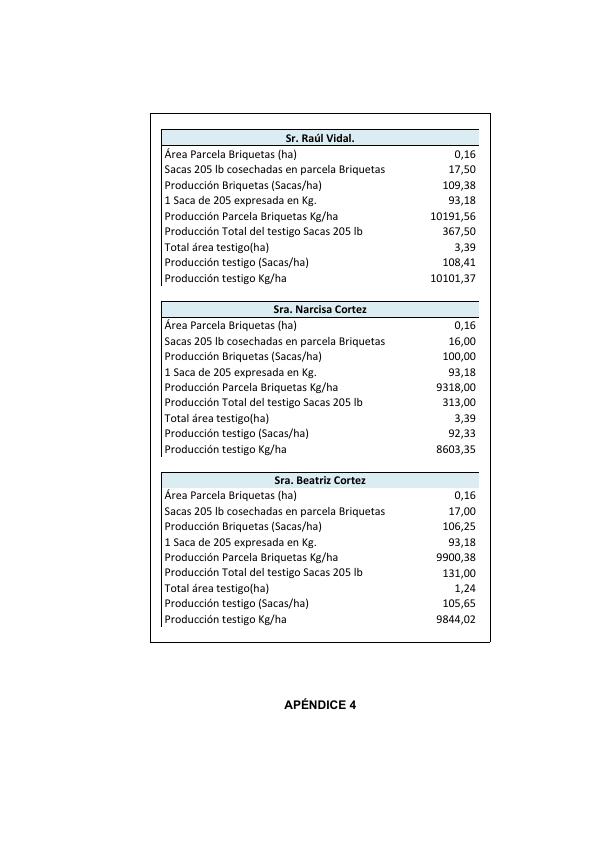 Sr. Raúl Vidal.
Área Parcela Briquetas (ha) 0,16
Sacas 205 lb cosechadas en parcela Briquetas 17,50
Producción Briquetas (Sacas/ha) 109,38
1 Saca de 205 expresada en Kg. 93,18
Producción Parcela Briquetas Kg/ha 10191,56
Producción Total del testigo Sacas 205 lb 367,50
Total área testigo(ha) 3,39
Producción testigo (Sacas/ha) 108,41
Producción testigo Kg/ha 10101,37
Sra. Narcisa Cortez
Área Parcela Briquetas (ha) 0,16
Sacas 205 lb cosechadas en parcela Briquetas 16,00
Producción Briquetas (Sacas/ha) 100,00
1 Saca de 205 expresada en Kg. 93,18
Producción Parcela Briquetas Kg/ha 9318,00
Producción Total del testigo Sacas 205 lb 313,00
Total área testigo(ha) 3,39
Producción testigo (Sacas/ha) 92,33
Producción testigo Kg/ha 8603,35
Sra. Beatriz Cortez
Área Parcela Briquetas (ha) 0,16
Sacas 205 lb cosechadas en parcela Briquetas 17,00
Producción Briquetas (Sacas/ha) 106,25
1 Saca de 205 expresada en Kg. 93,18
Producción Parcela Briquetas Kg/ha 9900,38
Producción Total del testigo Sacas 205 lb 131,00
Total área testigo(ha) 1,24
Producción testigo (Sacas/ha) 105,65
Producción testigo Kg/ha 9844,02
APÉNDICE 4